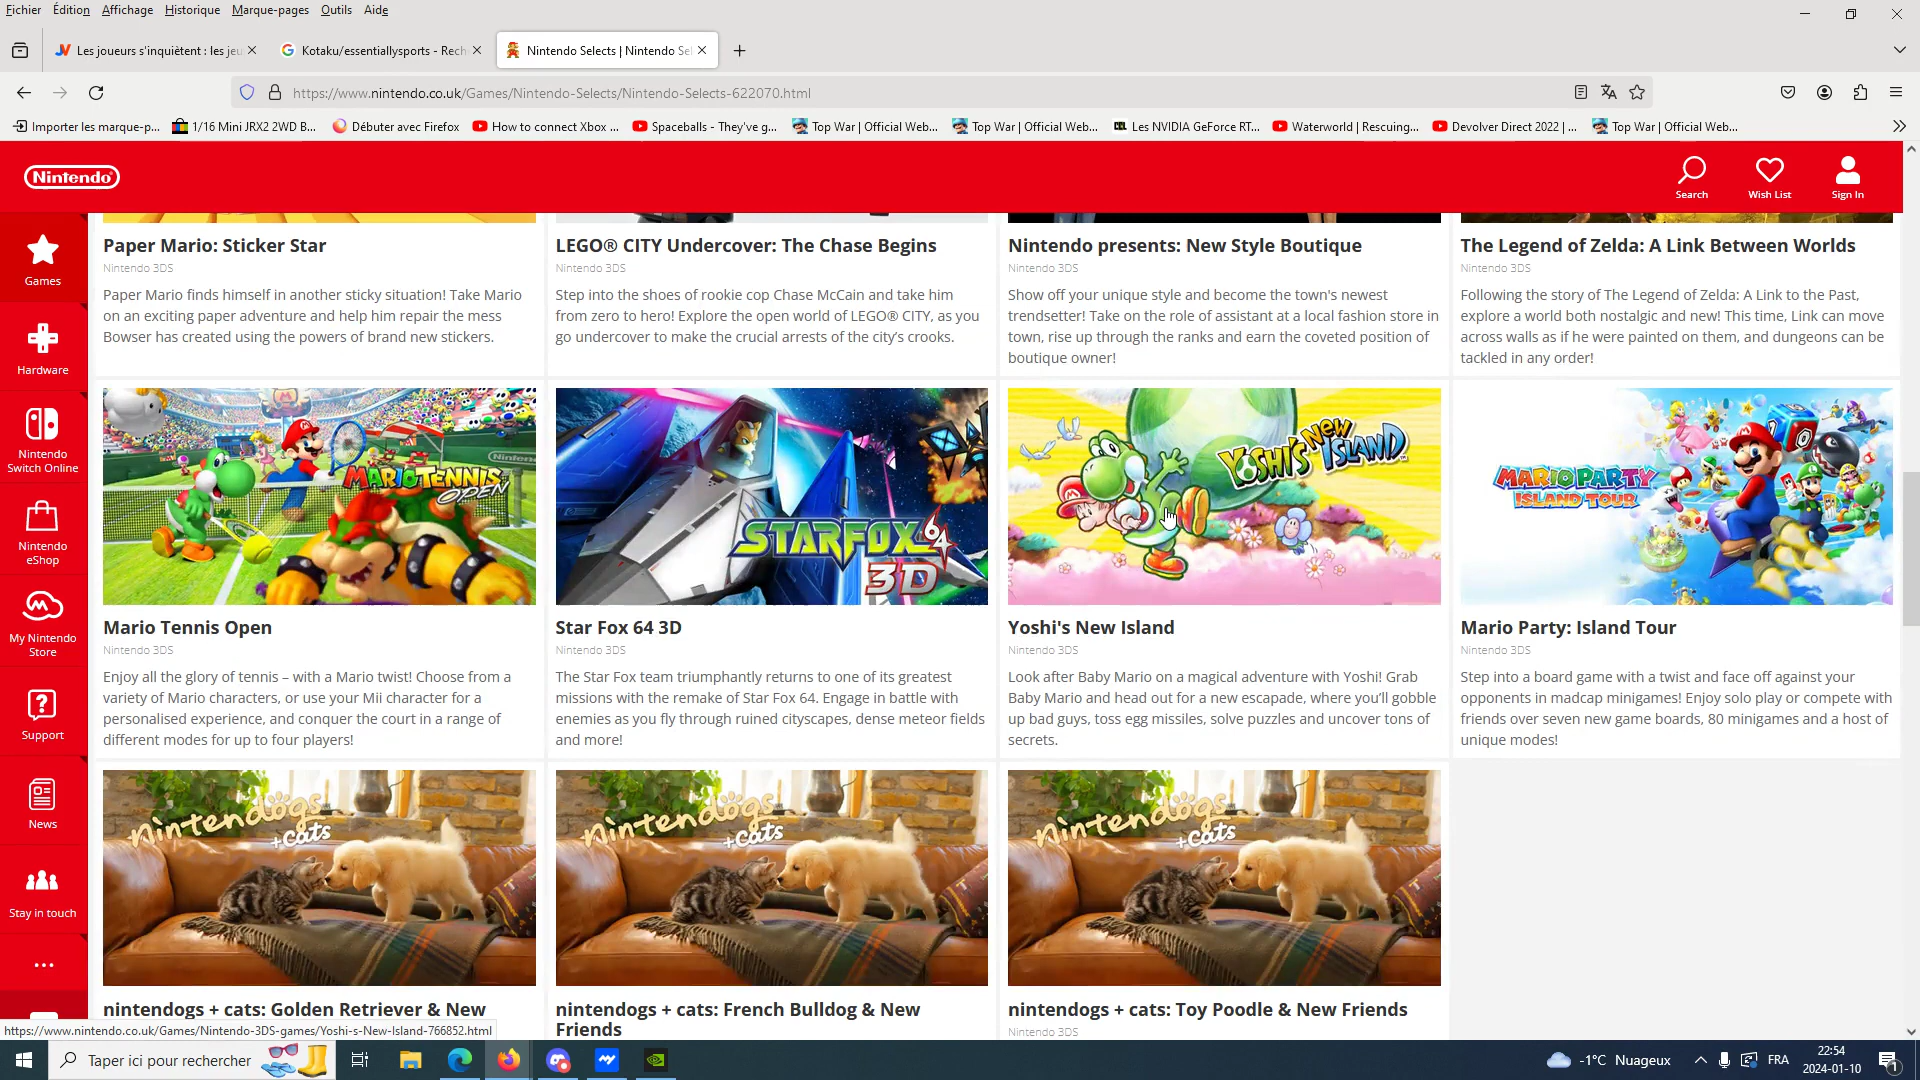 Fichier Édition Affichage Historique Marque-pages Outils Aide
Les joueurs s'inquiètent : les jeu
Kotaku/essentiallysports - Rech
Nintendo Selects | Nintendo Se
https://www.nintendo.co.uk/Games/Nintendo-Selects/Nintendo-Selects-622070.html
Importer les marque-p... 1/16 Mini JRX2 2WD B... Débuter avec Firefox How to connect Xbox ... Spaceballs - They've g... Top War | Official Web... Top War | Official Web... Les NVIDIA GeForce RT... Waterworld | Rescuing... Devolver Direct 2022 | ... Top War | Official Web...
Nintendo
Search
Wish List
Sign In
Games
Hardware
Nintendo
Switch Online
Nintendo
eShop
My Nintendo
Store
Support
News
Stay in touch
...
Paper Mario: Sticker Star
Nintendo 3DS
Paper Mario finds himself in another sticky situation! Take Mario
on an exciting paper adventure and help him repair the mess
Bowser has created using the powers of brand new stickers.
LEGO® CITY Undercover: The Chase Begins
Nintendo 3DS
Step into the shoes of rookie cop Chase McCain and take him
from zero to hero! Explore the open world of LEGO® CITY, as you
go undercover to make the crucial arrests of the city's crooks.
Nintendo presents: New Style Boutique
Nintendo 3DS
Show off your unique style and become the town's newest
trendsetter! Take on the role of assistant at a local fashion store in
town, rise up through the ranks and earn the coveted position of
boutique owner!
The Legend of Zelda: A Link Between Worlds
Nintendo 3DS
Following the story of The Legend of Zelda: A Link to the Past,
explore a world both nostalgic and new! This time, Link can move
across walls as if he were painted on them, and dungeons can be
tackled in any order!
Nintendo
MARIO TENNIS
OPEN
Mario Tennis Open
Nintendo 3DS
Enjoy all the glory of tennis – with a Mario twist! Choose from a
variety of Mario characters, or use your Mii character for a
personalised experience, and conquer the court in a range of
different modes for up to four players!
STARFOX 64
3D
Star Fox 64 3D
Nintendo 3DS
The Star Fox team triumphantly returns to one of its greatest
missions with the remake of Star Fox 64. Engage in battle with
enemies as you fly through ruined cityscapes, dense meteor fields
and more!
YOSHI'S NEW ISLAND
Yoshi's New Island
Nintendo 3DS
Look after Baby Mario on a magical adventure with Yoshi! Grab
Baby Mario and head out for a new escapade, where you'll gobble
up bad guys, toss egg missiles, solve puzzles and uncover tons of
secrets.
MARIO PARTY
ISLAND TOUR
10
Mario Party: Island Tour
Nintendo 3DS
Step into a board game with a twist and face off against your
opponents in madcap minigames! Enjoy solo play or compete with
friends over seven new game boards, 80 minigames and a host of
unique modes!
nintendogs
+cats
nintendogs + cats: Golden Retriever & New
nintendogs
+cats
nintendogs + cats: French Bulldog & New
Friends
nintendogs
+cats
nintendogs + cats: Toy Poodle & New Friends
Nintendo 3DS
https://www.nintendo.co.uk/Games/Nintendo-3DS-games/Yoshi-s-New-Island-766852.html
Taper ici pour rechercher
-1°C Nuageux
FRA
22:54
2024-01-10
1